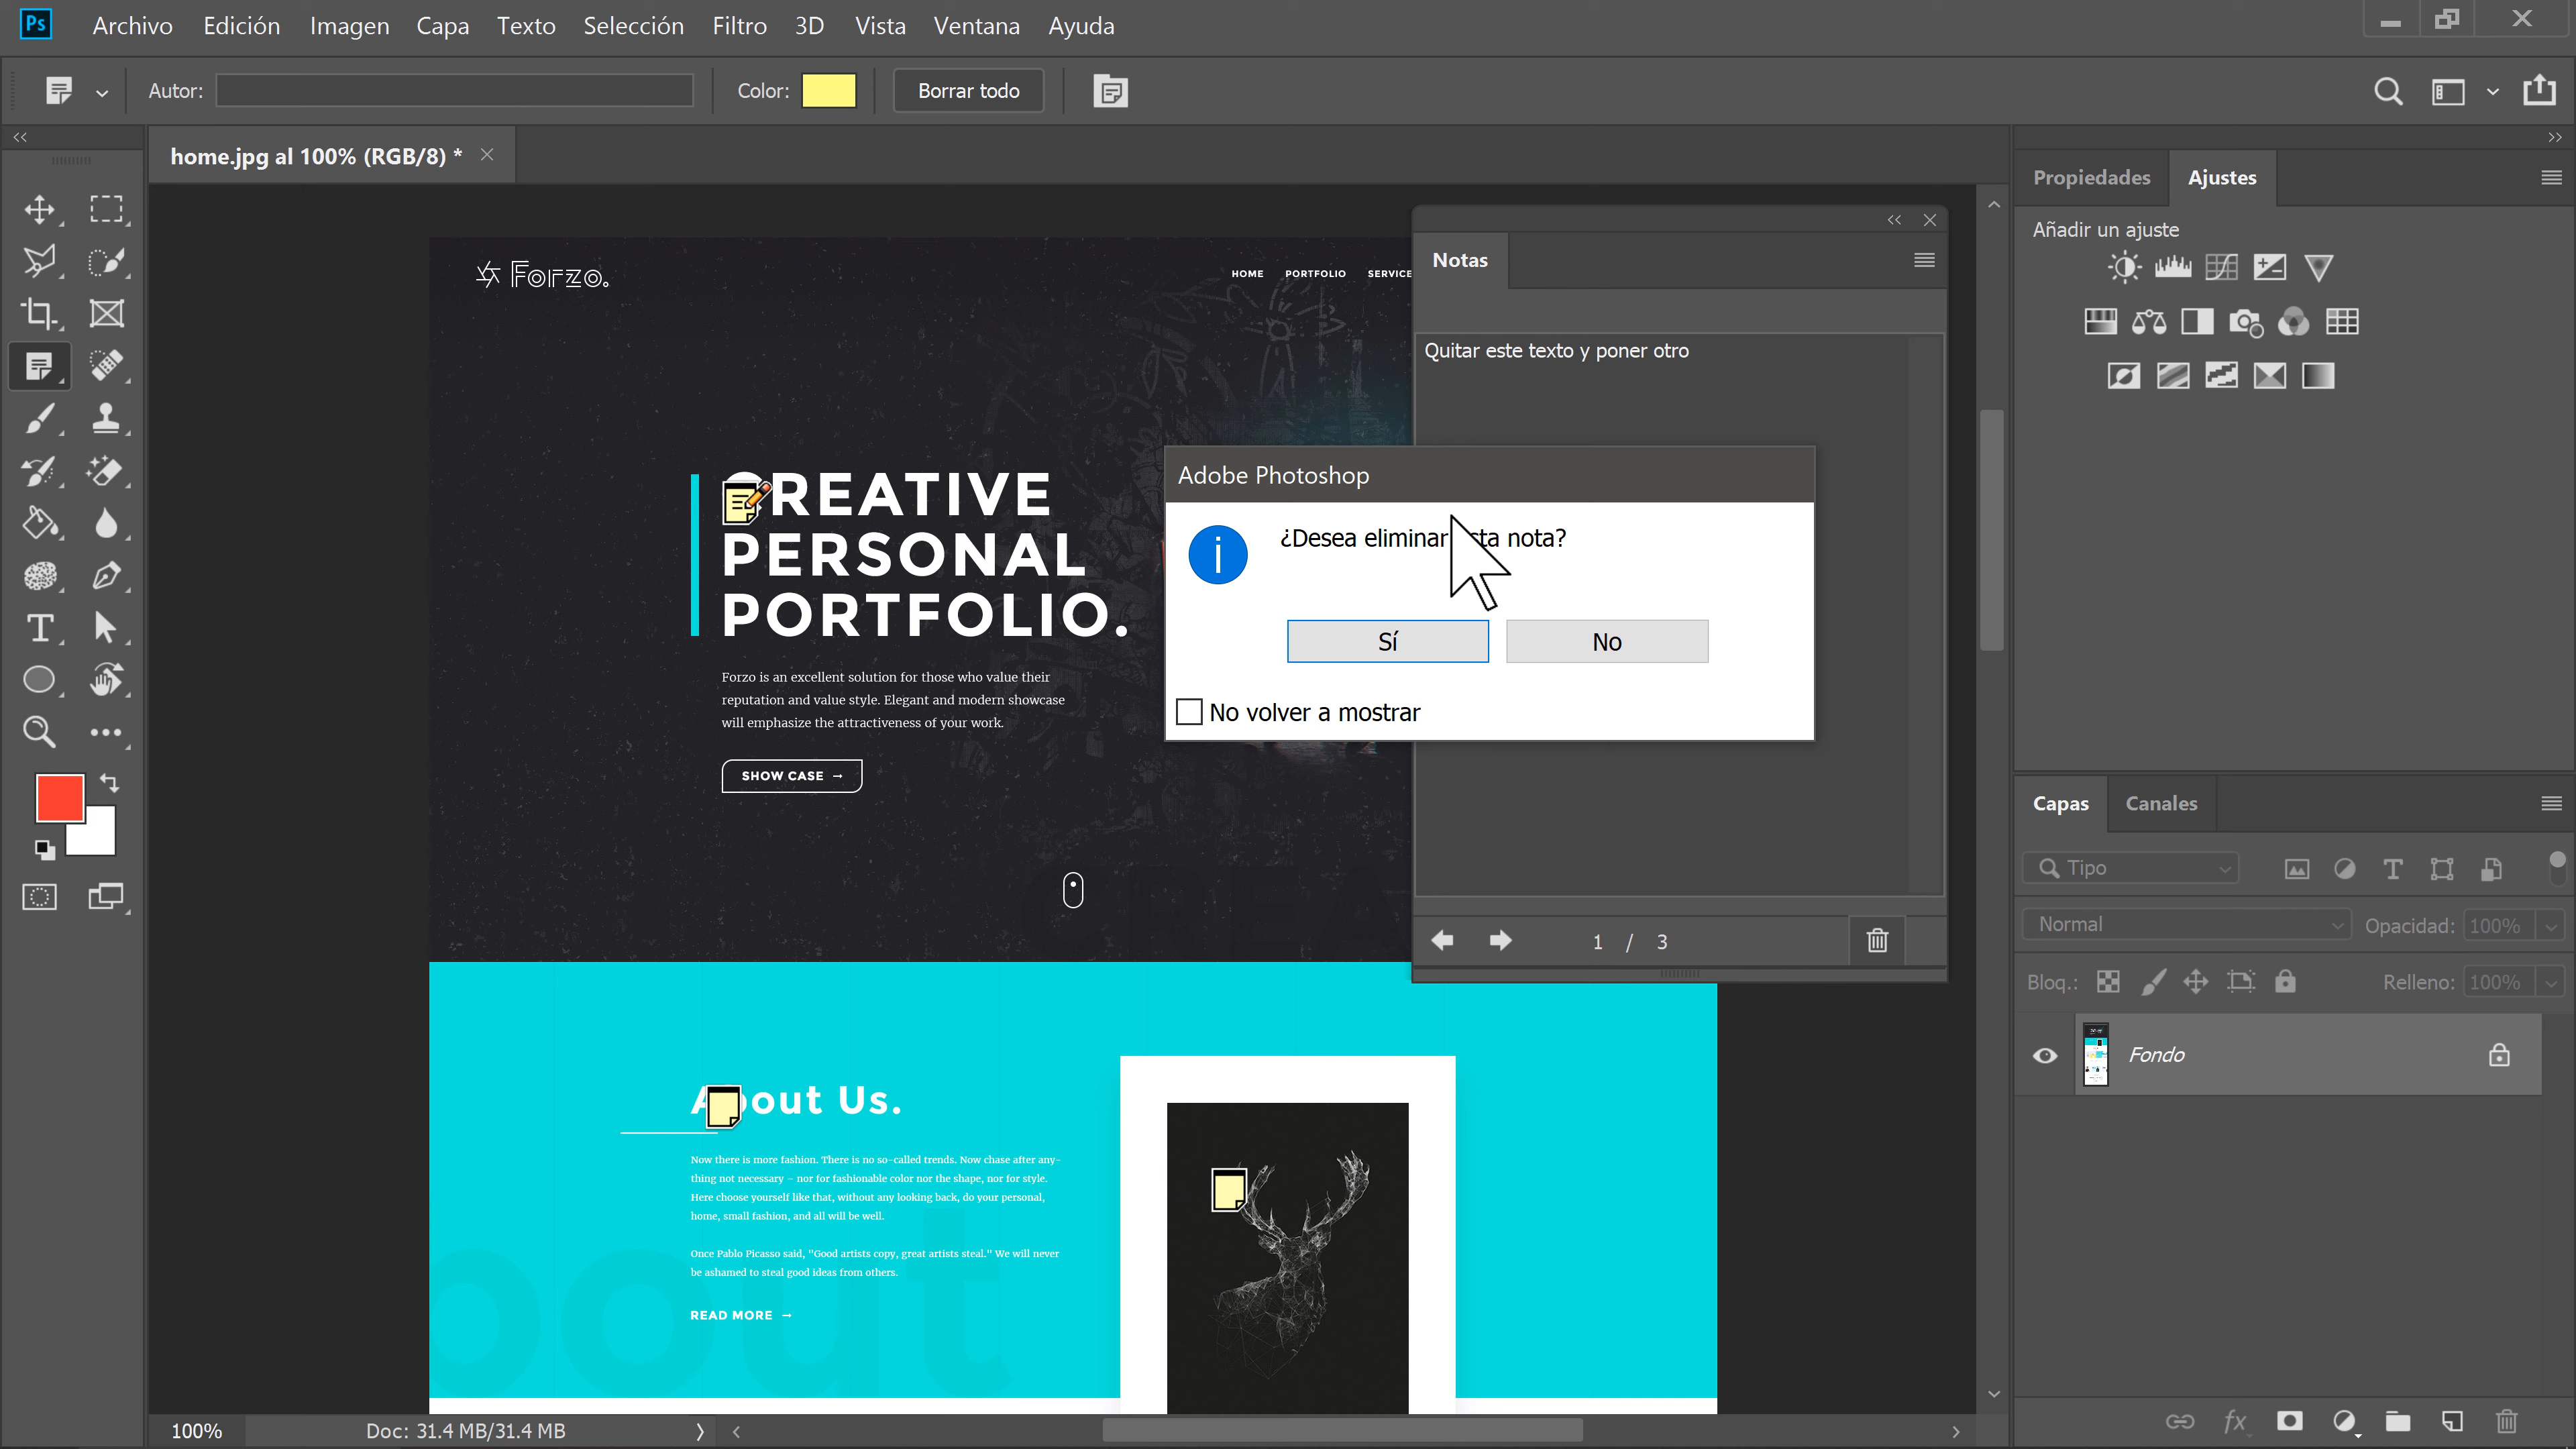 Ps Archivo Edición Imagen Capa Texto Selección Filtro 3D Vista Ventana Ayuda
Autor: Color: Borrar todo
home.jpg al 100% (RGB/8) *
Forzo.
HOME PORTFOLIO SERVICE
CREATIVE
PERSONAL
PORTFOLIO.
Forzo is an excellent solution for those who value their
reputation and value style. Elegant and modern showcase
will emphasize the attractiveness of your work.
SHOW CASE →
CREA
About Us.
Now there is more fashion. There is no so-called trends. Now chase after any-
thing not necessary – nor for fashionable color nor the shape, nor for style.
Here choose yourself like that, without any looking back, do your personal,
home, small fashion, and all will be well.
Once Pablo Picasso said, "Good artists copy, great artists steal." We will never
be ashamed to steal good ideas from others.
READ MORE →
bout
Notas
Quitar este texto y poner otro
Adobe Photoshop
¿Desea eliminar esta nota?
Sí No
No volver a mostrar
1 / 3
Propiedades Ajustes
Añadir un ajuste
Capas Canales
Tipo
Normal Opacidad: 100%
Bloq.: Relleno: 100%
Fondo
fx
100% Doc: 31.4 MB/31.4 MB